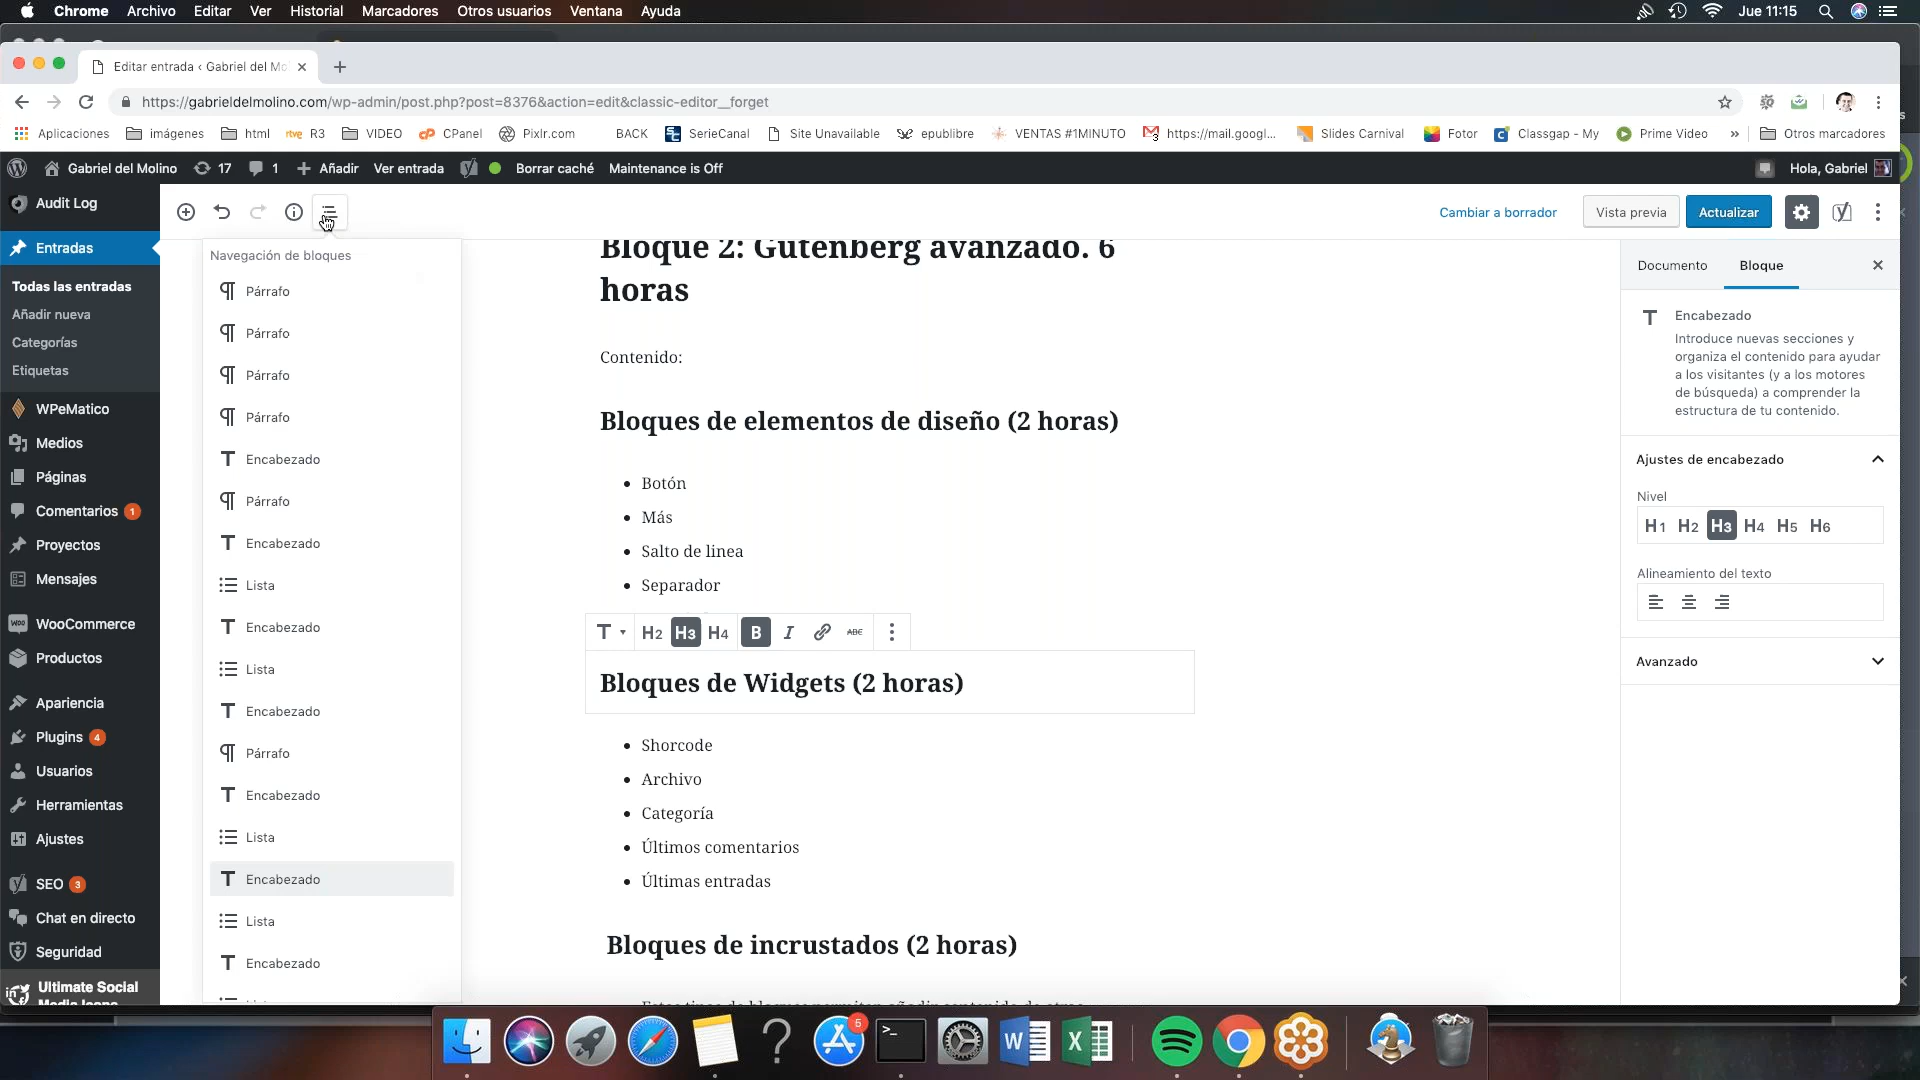 Chrome Archivo Editar Ver Historial Marcadores Otros usuarios Ventana Ayuda Jue 11:15
Editar entrada ‹ Gabriel del Mo
https://gabrieldelmolino.com/wp-admin/post.php?post=8376&action=edit&classic-editor__forget
Aplicaciones imágenes html rtve R3 VIDEO CPanel Pixlr.com BACK SerieCanal Site Unavailable epublibre VENTAS #1MINUTO https://mail.googl... Slides Carnival Fotor Classgap - My Prime Video » Otros marcadores
Gabriel del Molino 17 1 Añadir Ver entrada Borrar caché Maintenance is Off Hola, Gabriel
Audit Log
Entradas
Todas las entradas
Añadir nueva
Categorías
Etiquetas
WPeMatico
Medios
Páginas
Comentarios 1
Proyectos
Mensajes
WooCommerce
Productos
Apariencia
Plugins 4
Usuarios
Herramientas
Ajustes
SEO 3
Chat en directo
Seguridad
Ultimate Social
Media Icons
Cambiar a borrador Vista previa Actualizar
Navegación de bloques
Párrafo
Párrafo
Párrafo
Párrafo
Encabezado
Párrafo
Encabezado
Lista
Encabezado
Lista
Encabezado
Párrafo
Encabezado
Lista
Encabezado
Lista
Encabezado
Bloque 2: Gutenberg avanzado. 6
horas
Contenido:
Bloques de elementos de diseño (2 horas)
Botón
Más
Salto de linea
Separador
H2 H3 H4 B I ABC
Bloques de Widgets (2 horas)
Shorcode
Archivo
Categoría
Últimos comentarios
Últimas entradas
Bloques de incrustados (2 horas)
Documento Bloque
Encabezado
Introduce nuevas secciones y
organiza el contenido para ayudar
a los visitantes (y a los motores
de búsqueda) a comprender la
estructura de tu contenido.
Ajustes de encabezado
Nivel
H1 H2 H3 H4 H5 H6
Alineamiento del texto
Avanzado
5